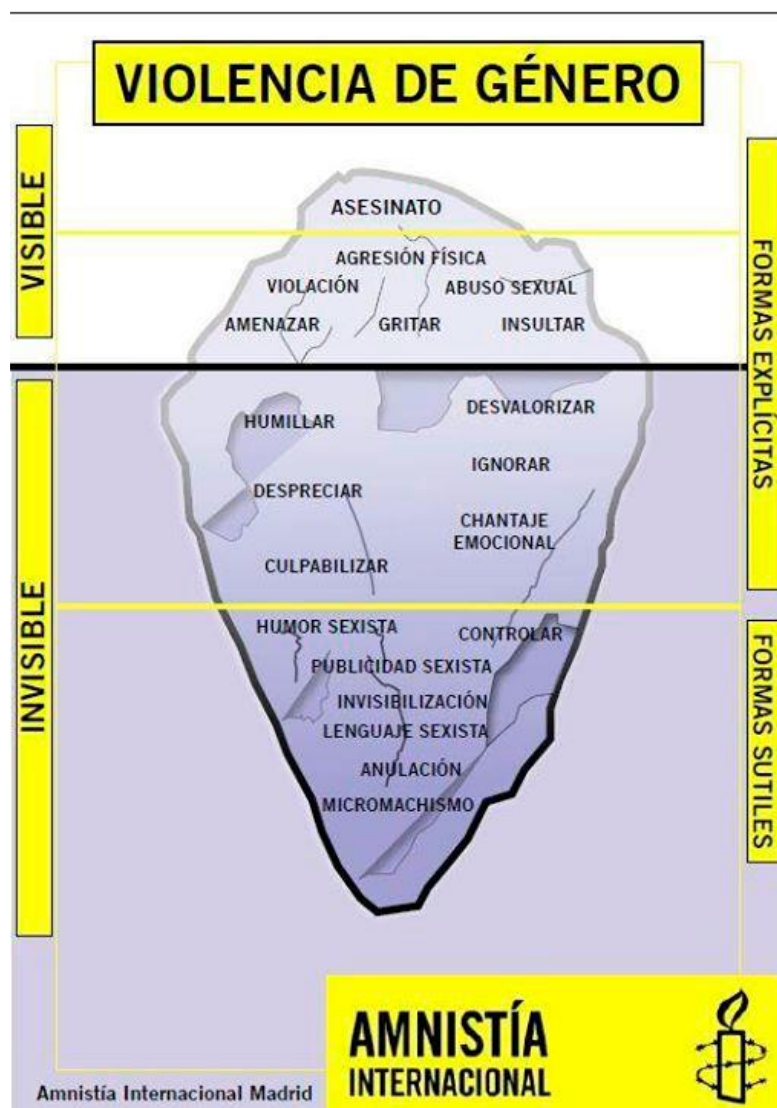 VIOLENCIA DE GÉNERO
VISIBLE
FORMAS EXPLÍCITAS
ASESINATO
AGRESIÓN FÍSICA
VIOLACIÓN
ABUSO SEXUAL
AMENAZAR
GRITAR
INSULTAR
INVISIBLE
HUMILLAR
DESVALORIZAR
IGNORAR
DESPRECIAR
CHANTAJE
EMOCIONAL
CULPABILIZAR
FORMAS SUTILES
HUMOR SEXISTA
CONTROLAR
PUBLICIDAD SEXISTA
INVISIBILIZACIÓN
LENGUAJE SEXISTA
ANULACIÓN
MICROMACHISMO
AMNISTÍA
INTERNACIONAL
Amnistía Internacional Madrid